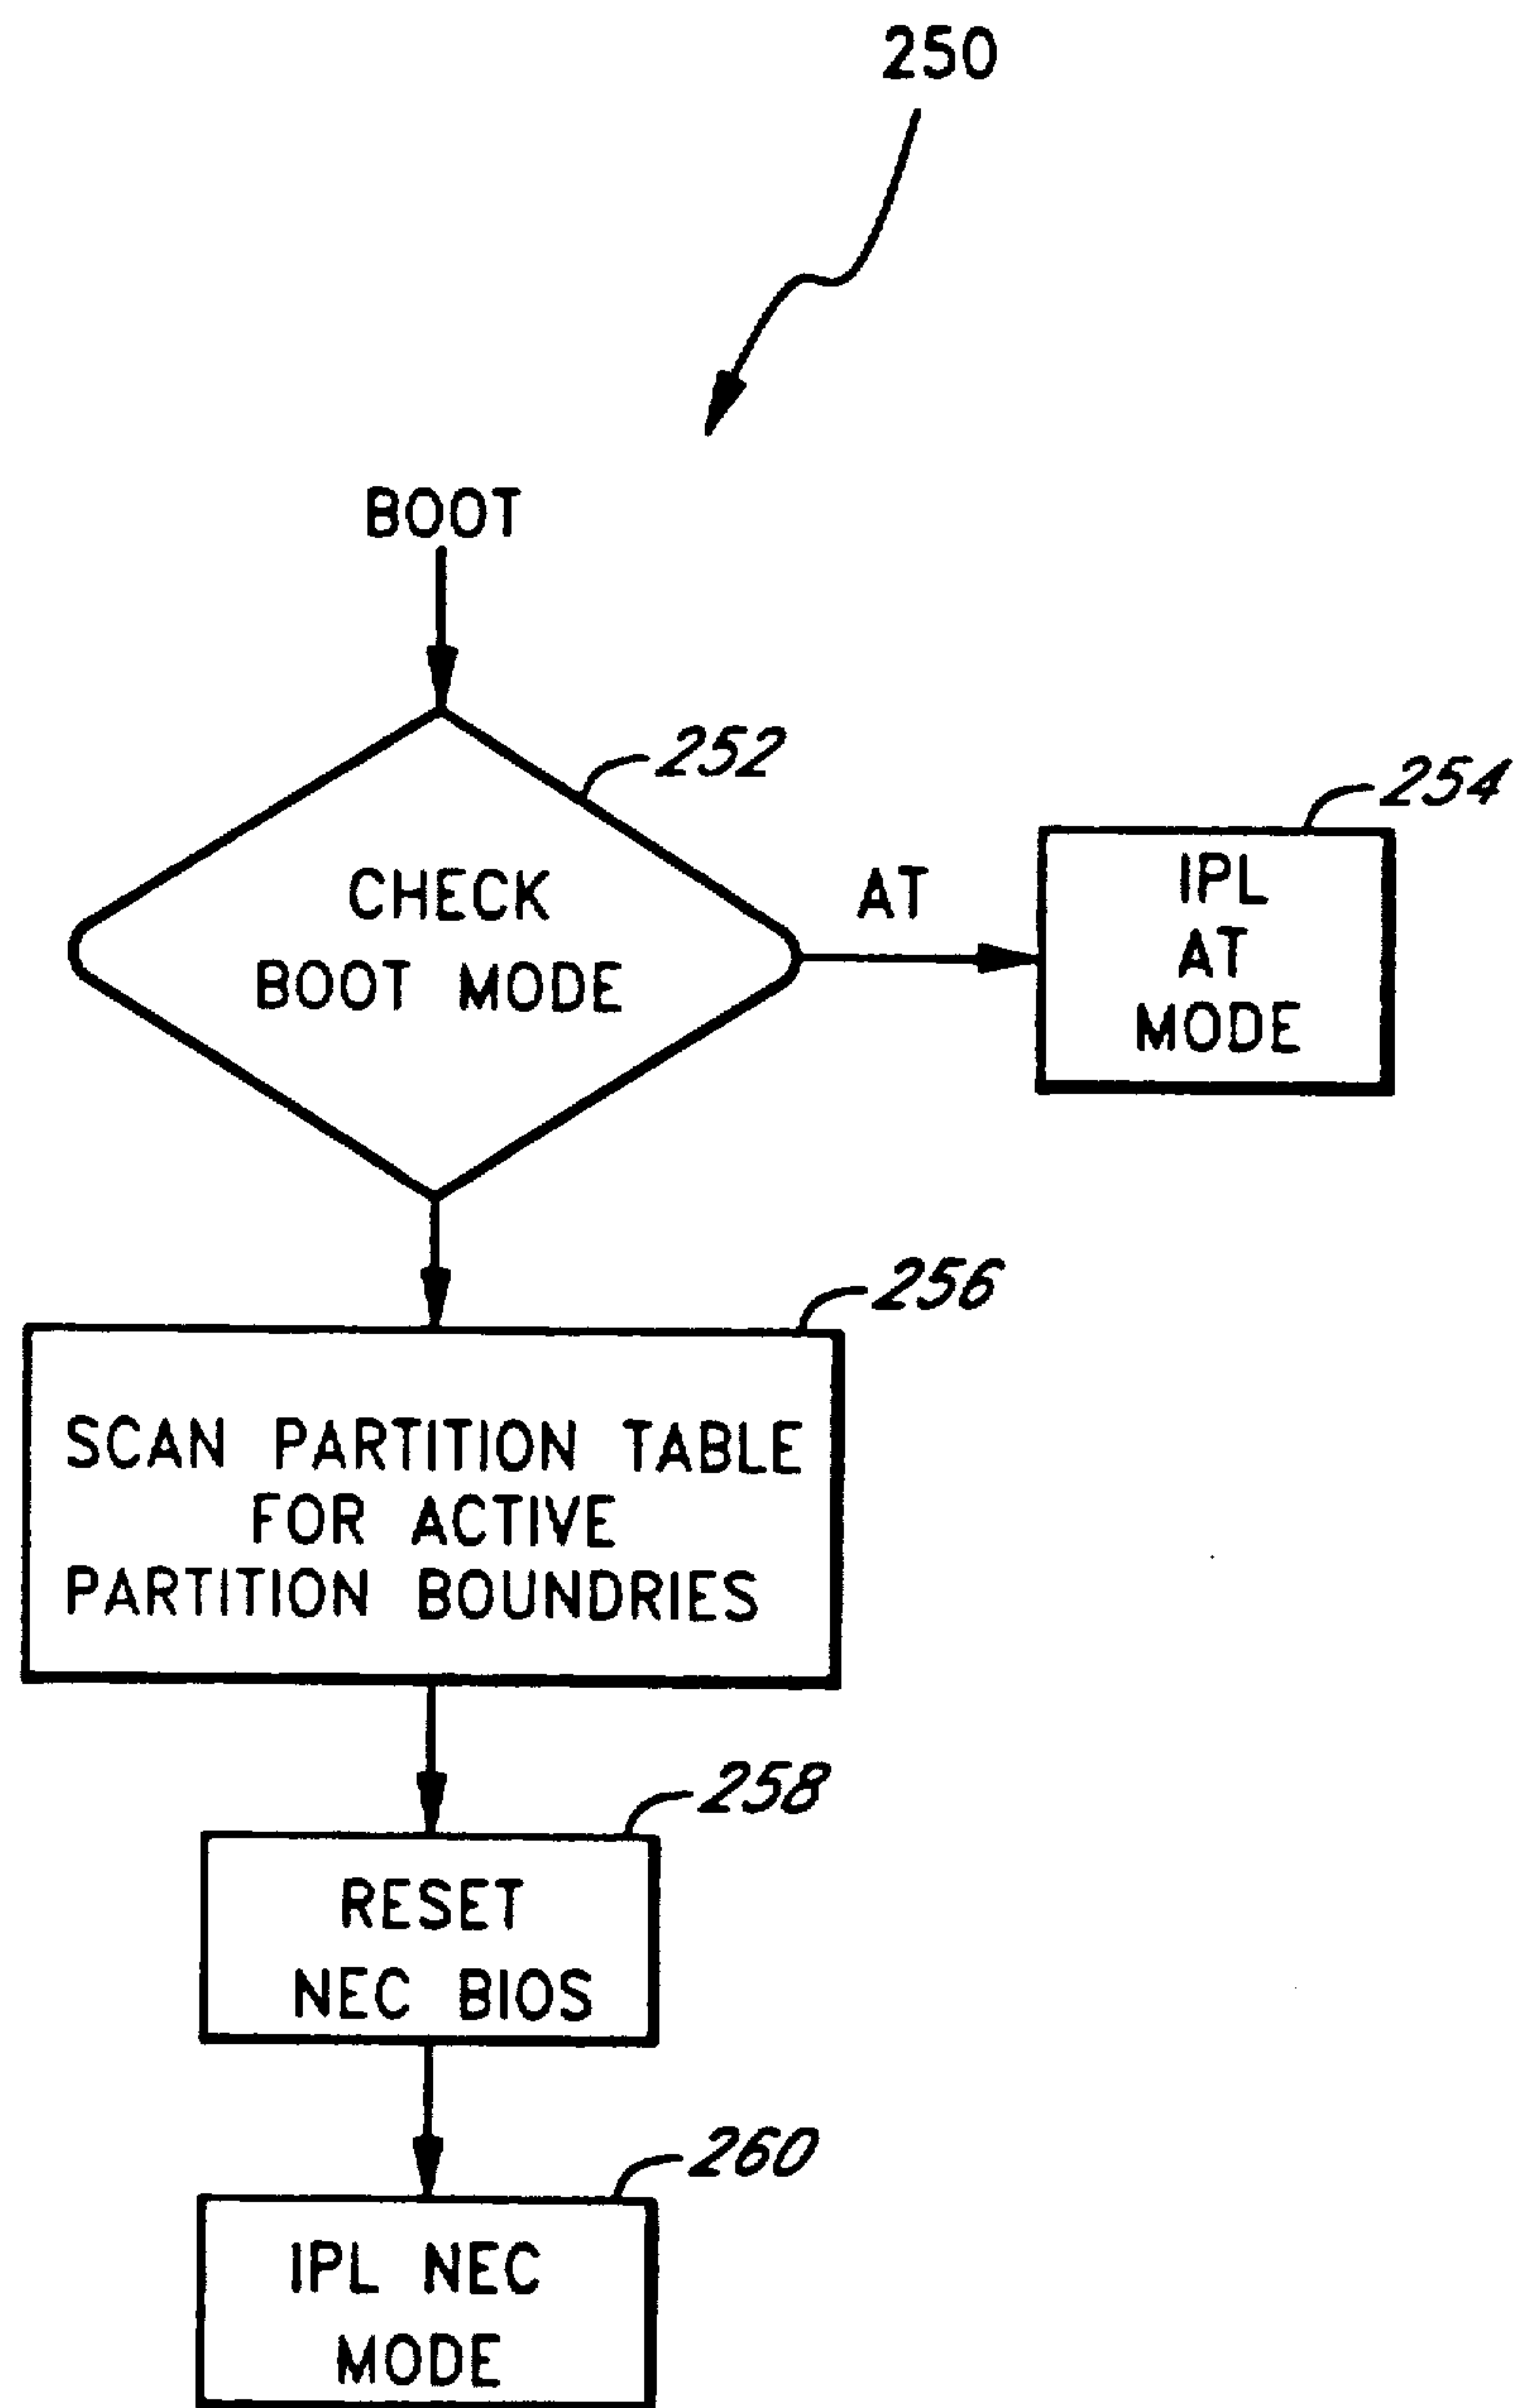 250
BOOT
252
254
CHECK
BOOT MODE
AT
IPL
AT
MODE
256
SCAN PARTITION TABLE
FOR ACTIVE
PARTITION BOUNDRIES
258
RESET
NEC BIOS
260
IPL NEC
MODE